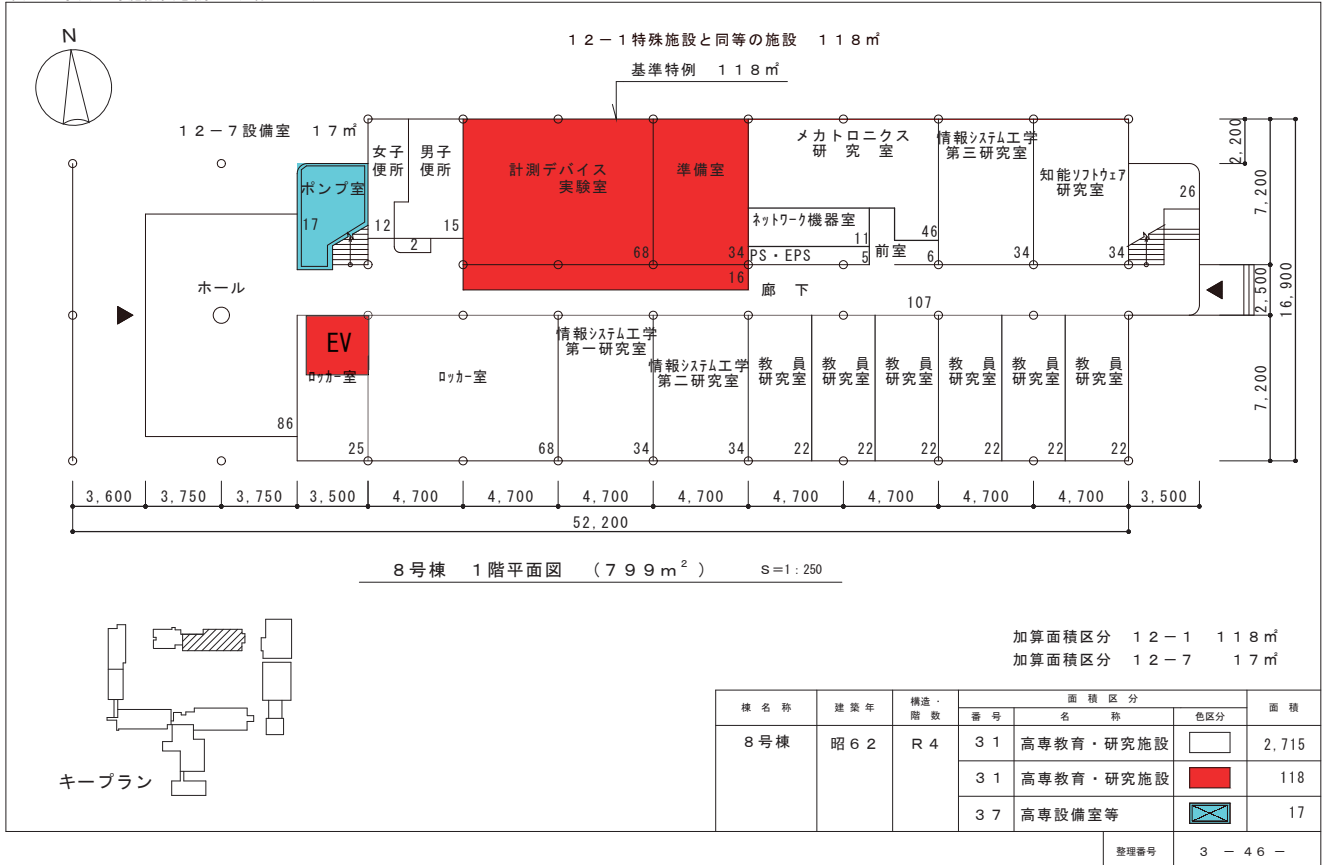 N
１２－１特殊施設と同等の施設　１１８㎡
基準特例　１１８㎡
１２－７設備室　１７㎡
女子
便所
男子
便所
計測デバイス
実験室
準備室
メカトロニクス
研　究　室
情報システム工学
第三研究室
知能ソフトウェア
研究室
ポンプ室
17
12
15
2
68
34
16
ネットワーク機器室
11
PS・EPS
5
前室
46
6
34
34
26
2,200
7,200
2,500
16,900
7,200
ホール
廊　下
107
EV
ロッカー室
ロッカー室
情報システム工学
第一研究室
情報システム工学
第二研究室
教　員
研究室
教　員
研究室
教　員
研究室
教　員
研究室
教　員
研究室
教　員
研究室
86
25
68
34
34
22
22
22
22
22
22
3,600
3,750
3,750
3,500
4,700
4,700
4,700
4,700
4,700
4,700
4,700
4,700
3,500
52,200
８号棟　１階平面図　（７９９ｍ²）　S＝1：250
キープラン
加算面積区分　１２－１　１１８㎡
加算面積区分　１２－７　１７㎡
棟 名 称
建 築 年
構造・
階 数
面 積 区 分
面 積
番 号
名　称
色区分
８号棟
昭６２
Ｒ４
３１
高専教育・研究施設
2,715
３１
高専教育・研究施設
118
３７
高専設備室等
17
整理番号
３　－　４６　－